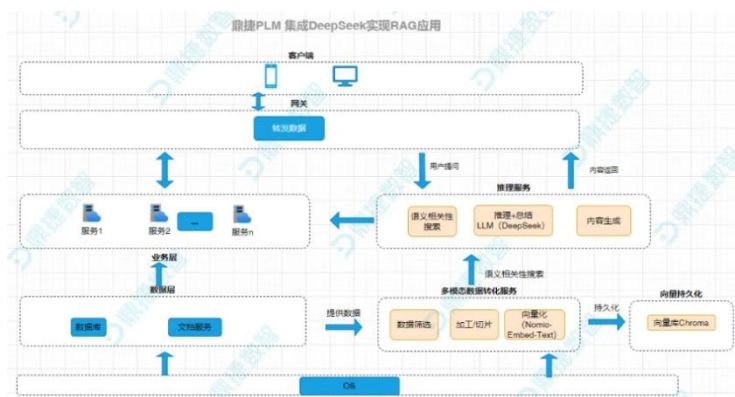 鼎捷PLM 集成DeepSeek实现RAG应用
客户端
网关
转发数据
用户提问
内容返回
推理服务
服务1
服务2
...
服务n
语义相关性
搜索
推理+总结
LLM（DeepSeek）
内容生成
业务层
语义相关性搜索
数据层
多模态数据转化服务
向量持久化
数据库
文档服务
提供数据
数据筛选
加工/切片
向量化
（Nomic-
Embed-Text）
持久化
向量库Chroma
OS
鼎捷数智